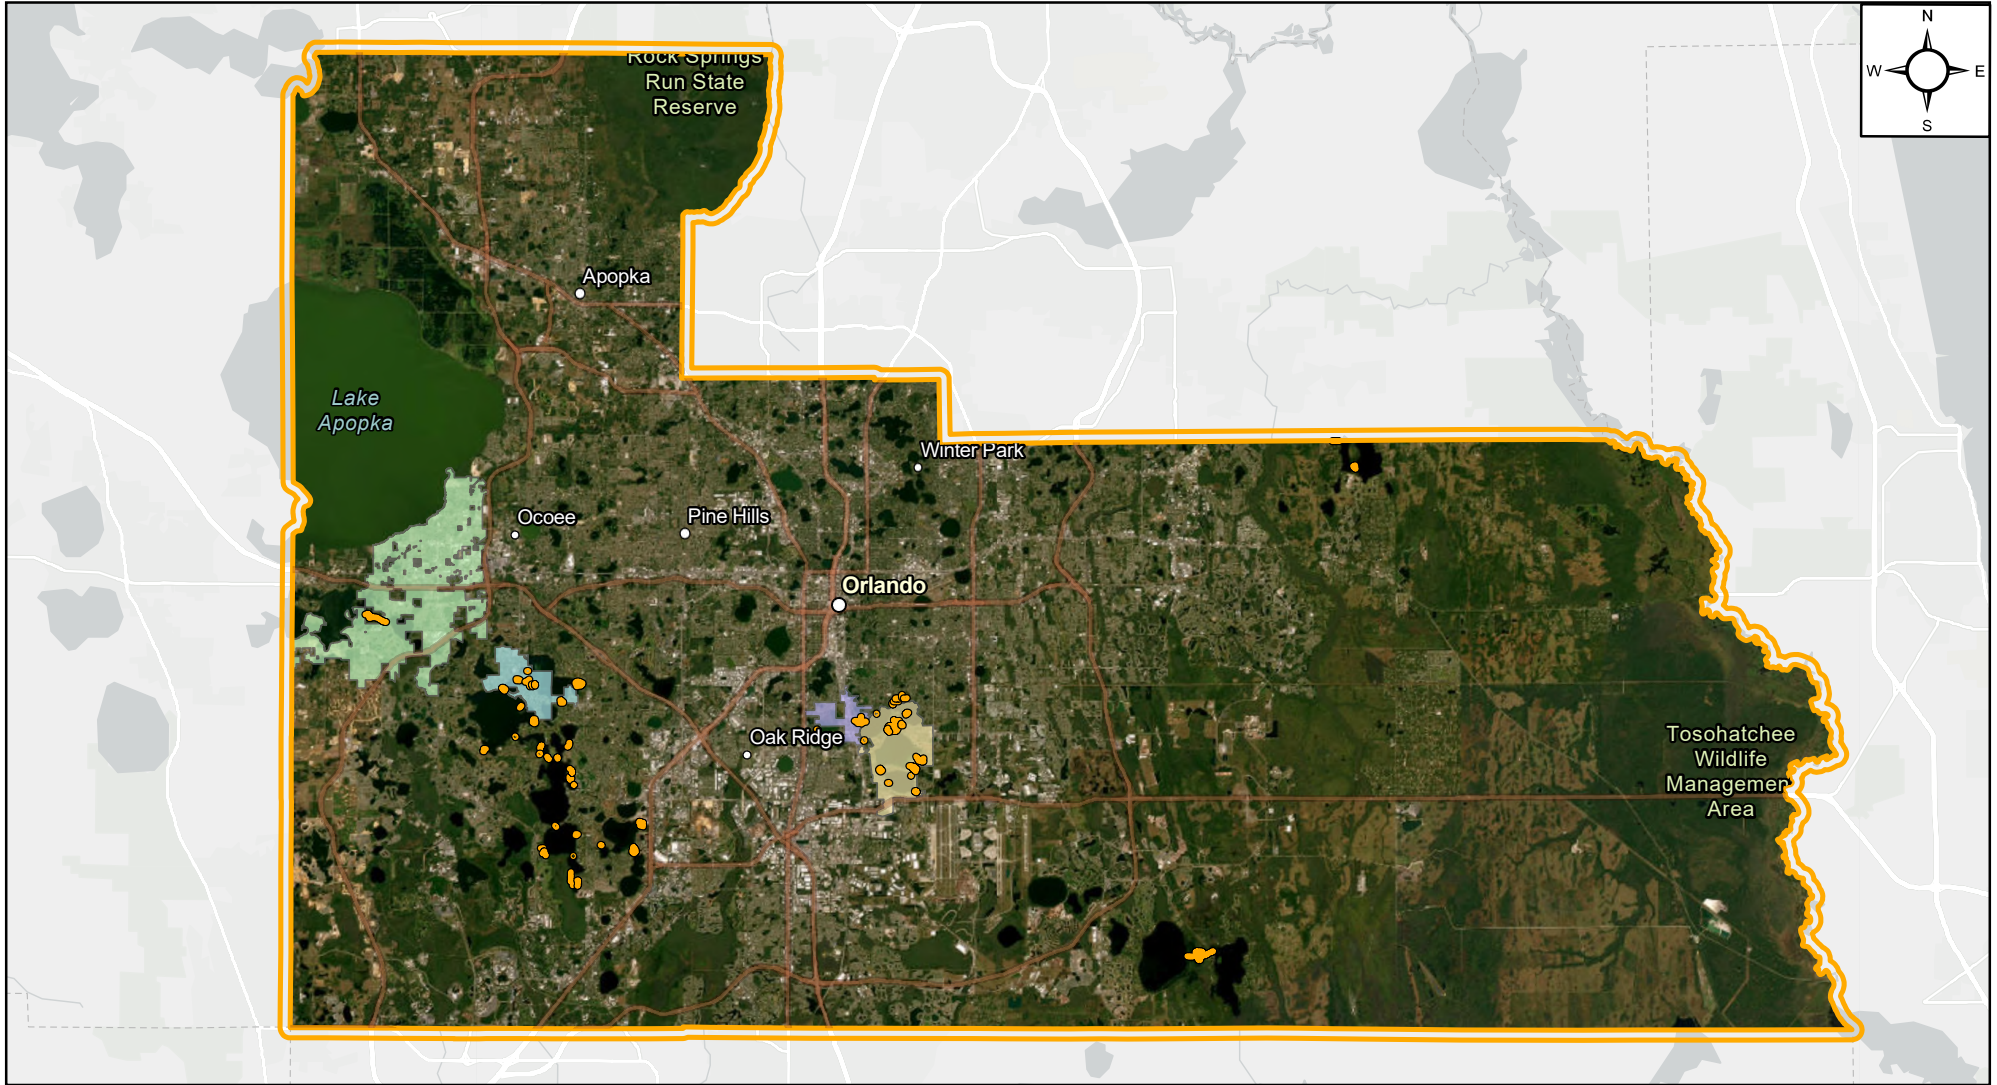 N
W E
S
Rock Springs
Run State
Reserve
Apopka
Lake
Apopka
Winter Park
Ocoee
Pine Hills
Orlando
Oak Ridge
Tosohatchee
Wildlife
Managemen
Area